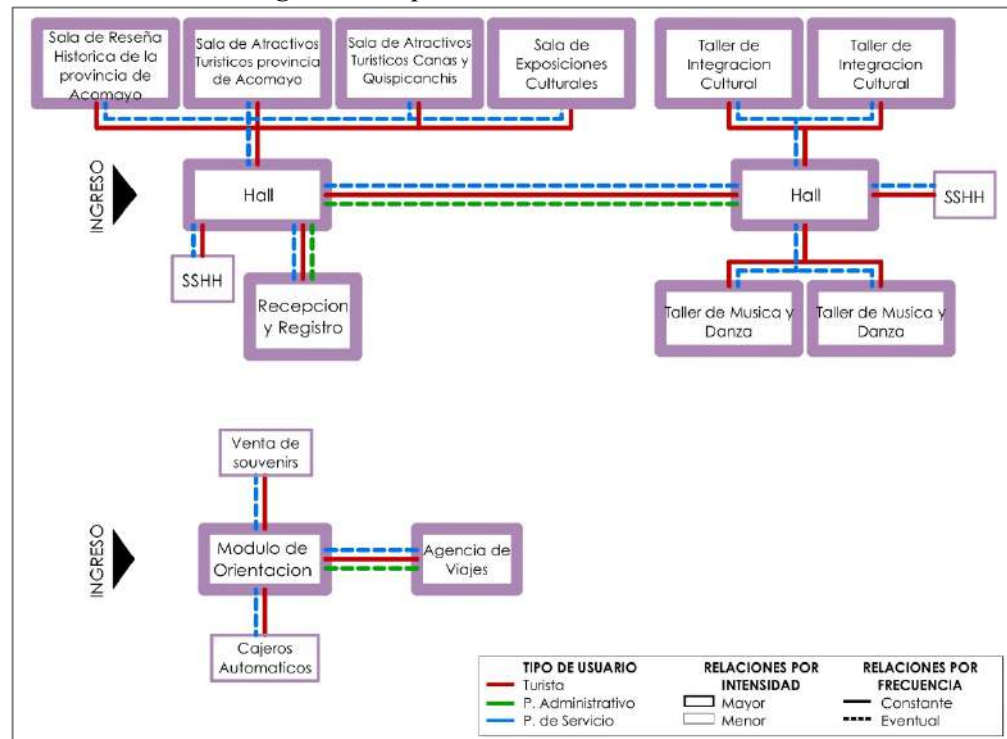 Sala de Reseña
Historica de la
provincia de
Acomayo
Sala de Atractivos
Turisticos provincia
de Acomayo
Sala de Atractivos
Turisticos Canas y
Quispicanchis
Sala de
Exposiciones
Culturales
Taller de
Integracion
Cultural
Taller de
Integracion
Cultural
INGRESO
Hall
Hall
SSHH
SSHH
Recepcion
y Registro
Taller de Musica y
Danza
Taller de Musica y
Danza
Venta de
souvenirs
INGRESO
Modulo de
Orientacion
Agencia de
Viajes
Cajeros
Automaticos
TIPO DE USUARIO
Turista
P. Administrativo
P. de Servicio
RELACIONES POR
INTENSIDAD
Mayor
Menor
RELACIONES POR
FRECUENCIA
Constante
Eventual